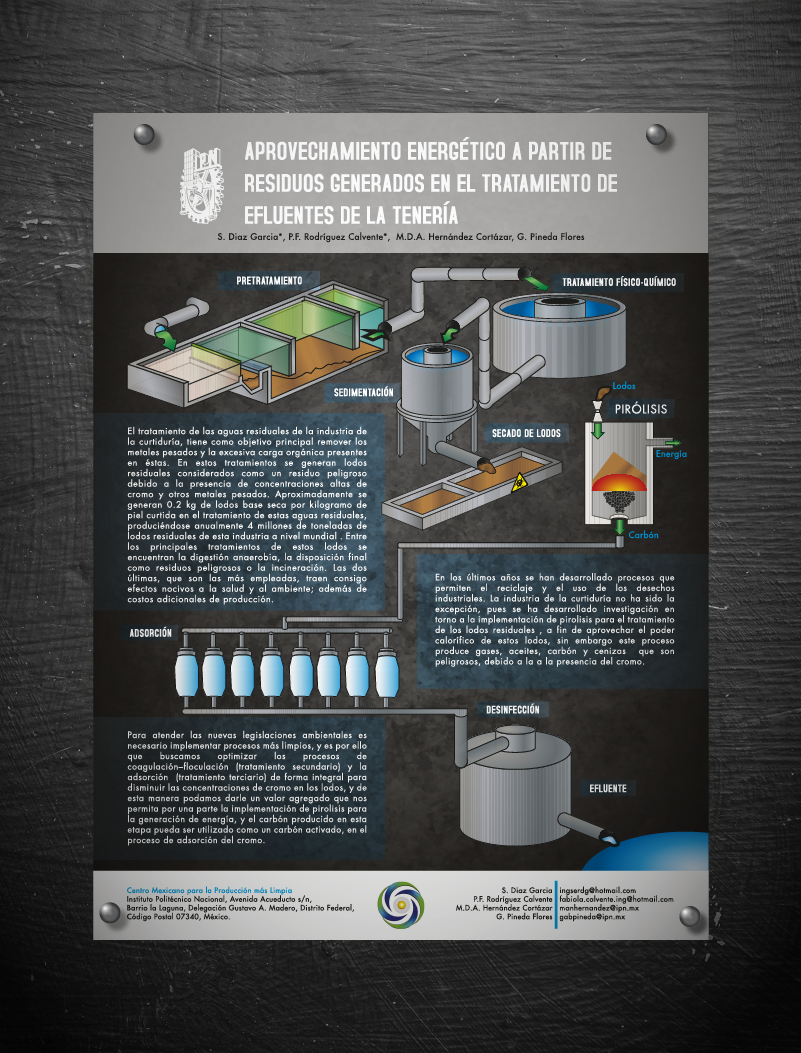 IPN
APROVECHAMIENTO ENERGÉTICO A PARTIR DE
RESIDUOS GENERADOS EN EL TRATAMIENTO DE
EFLUENTES DE LA TENERÍA
S. Diaz Garcia*, P.F. Rodríguez Calvente*, M.D.A. Hernández Cortázar, G. Pineda Flores
PRETRATAMIENTO
TRATAMIENTO FÍSICO-QUÍMICO
SEDIMENTACIÓN
Lodos
PIRÓLISIS
SECADO DE LODOS
Energía
Carbón
El tratamiento de las aguas residuales de la industria de
la curtiduría, tiene como objetivo principal remover los
metales pesados y la excesiva carga orgánica presentes
en éstas. En estos tratamientos se generan lodos
residuales considerados como un residuo peligroso
debido a la presencia de concentraciones altas de
cromo y otros metales pesados. Aproximadamente se
generan 0.2 kg de lodos base seca por kilogramo de
piel curtida en el tratamiento de estas aguas residuales,
produciéndose anualmente 4 millones de toneladas de
lodos residuales de esta industria a nivel mundial . Entre
los principales tratamientos de estos lodos se
encuentran la digestión anaerobia, la disposición final
como residuos peligrosos o la incineración. Las dos
últimas, que son las más empleadas, traen consigo
efectos nocivos a la salud y al ambiente; además de
costos adicionales de producción.
En los últimos años se han desarrollado procesos que
permiten el reciclaje y el uso de los desechos
industriales. La industria de la curtiduría no ha sido la
excepción, pues se ha desarrollado investigación en
torno a la implementación de pirolisis para el tratamiento
de los lodos residuales , a fin de aprovechar el poder
calorífico de estos lodos, sin embargo este proceso
produce gases, aceites, carbón y cenizas que son
peligrosos, debido a la a la presencia del cromo.
ADSORCIÓN
DESINFECCIÓN
Para atender las nuevas legislaciones ambientales es
necesario implementar procesos más limpios, y es por ello
que buscamos optimizar los procesos de
coagulación–floculación (tratamiento secundario) y la
adsorción (tratamiento terciario) de forma integral para
disminuir las concentraciones de cromo en los lodos, y de
esta manera podamos darle un valor agregado que nos
permita por una parte la implementación de pirolisis para
la generación de energía, y el carbón producido en esta
etapa pueda ser utilizado como un carbón activado, en el
proceso de adsorción del cromo.
EFLUENTE
Centro Mexicano para la Producción más Limpia
Instituto Politécnico Nacional, Avenida Acueducto s/n,
Barrio la Laguna, Delegación Gustavo A. Madero, Distrito Federal,
Código Postal 07340, México.
S. Diaz Garcia ingserdg@hotmail.com
P.F. Rodríguez Calvente fabiola.calvente.ing@hotmail.com
M.D.A. Hernández Cortázar manhernandez@ipn.mx
G. Pineda Flores gabpineda@ipn.mx